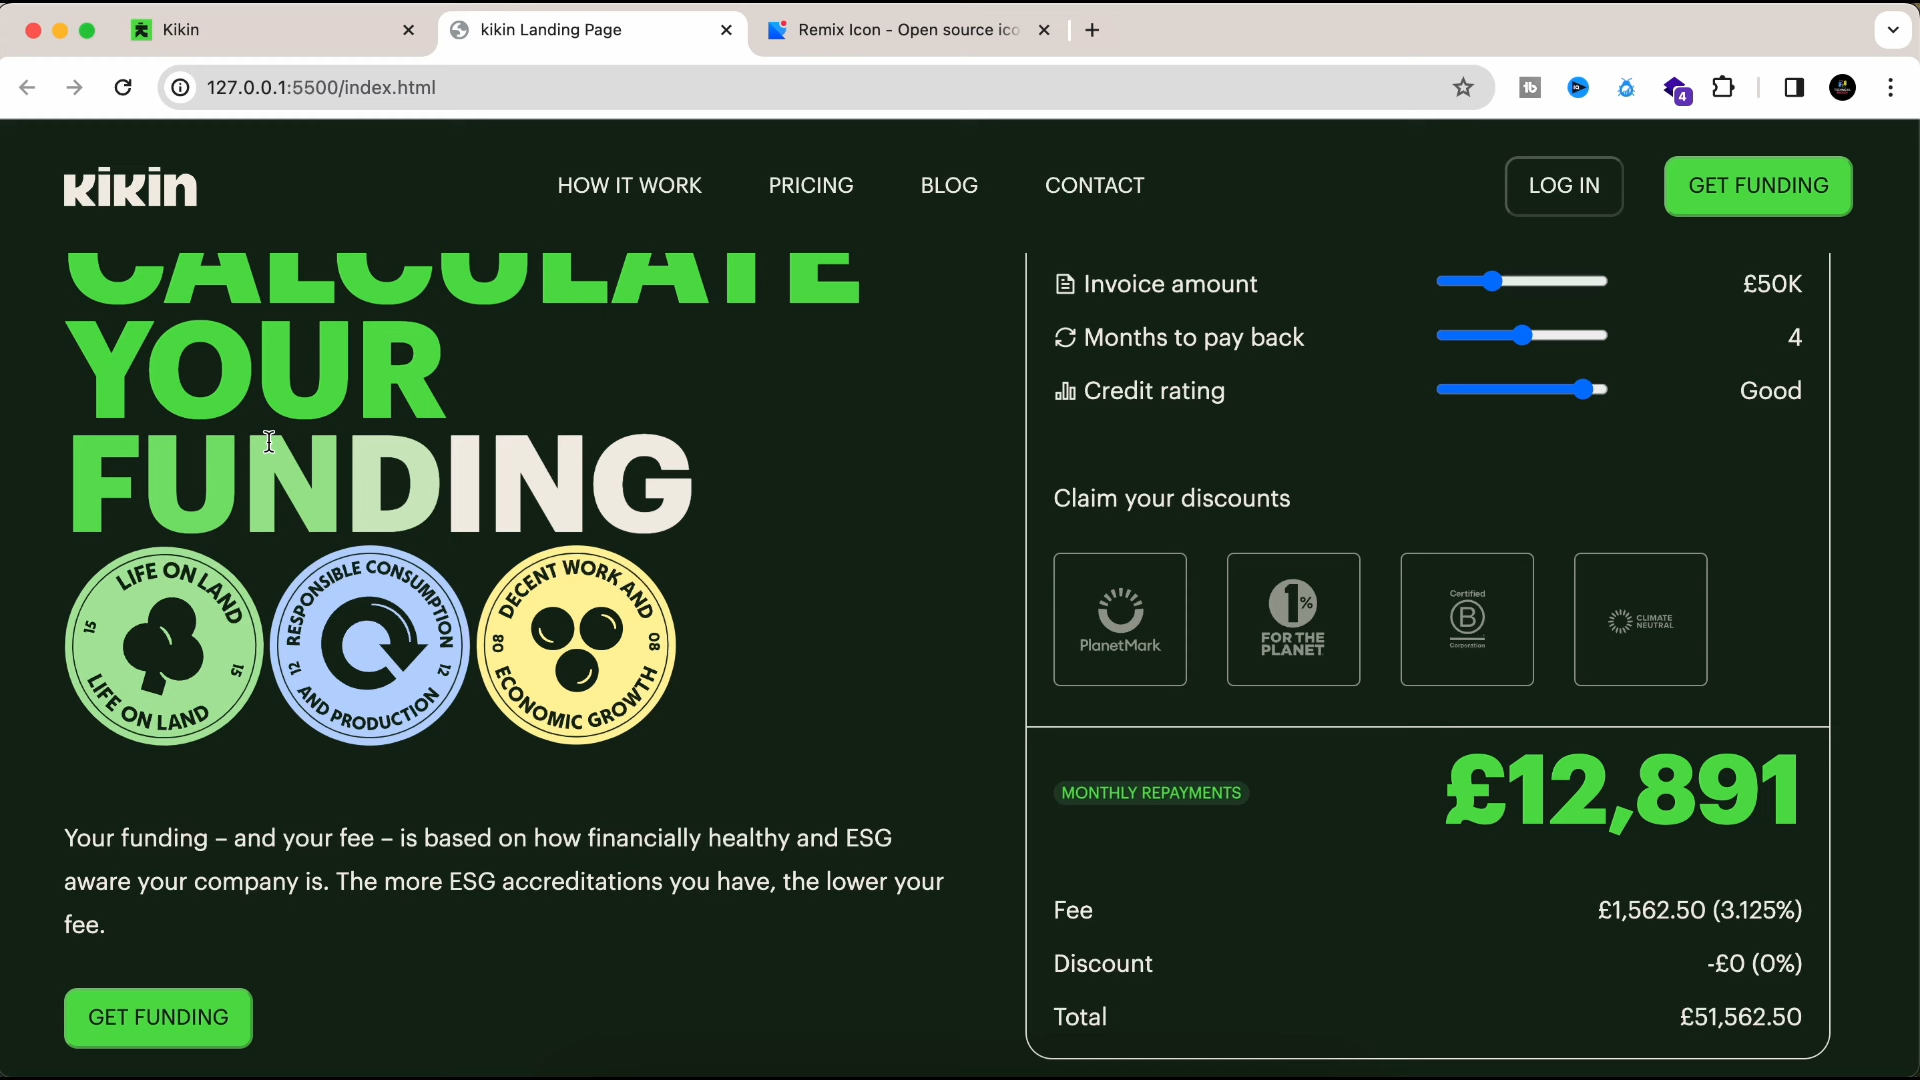 Kikin
kikin Landing Page
Remix Icon - Open source ico
127.0.0.1:5500/index.html
4
kikin
HOW IT WORK
PRICING
BLOG
CONTACT
LOG IN
GET FUNDING
CALCULATE
YOUR
FUNDING
LIFE ON LAND
15
15
LIFE ON LAND
RESPONSIBLE CONSUMPTION
12
12
AND PRODUCTION
DECENT WORK AND
08
08
ECONOMIC GROWTH
Your funding – and your fee – is based on how financially healthy and ESG
aware your company is. The more ESG accreditations you have, the lower your
fee.
GET FUNDING
Invoice amount
£50K
Months to pay back
4
Credit rating
Good
Claim your discounts
PlanetMark
1%
FOR THE
PLANET
Certified
B
Corporation
CLIMATE
NEUTRAL
MONTHLY REPAYMENTS
£12,891
Fee
£1,562.50 (3.125%)
Discount
-£0 (0%)
Total
£51,562.50